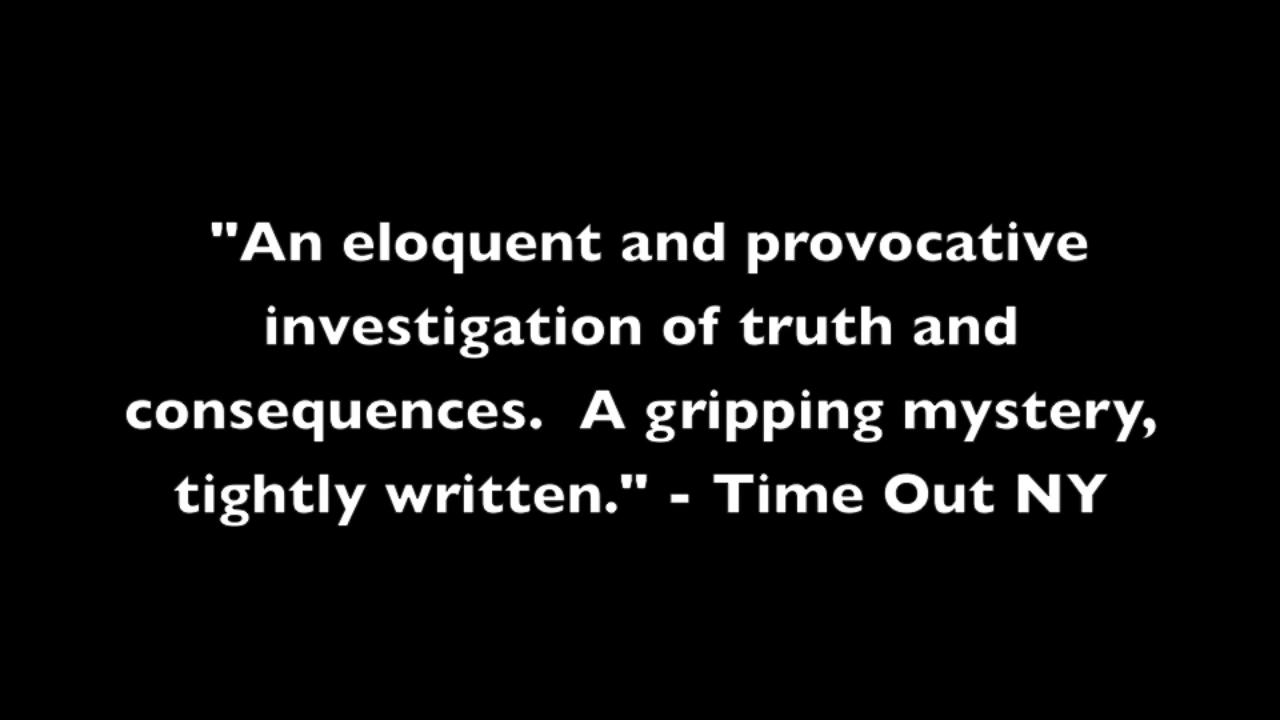 "An eloquent and provocative
investigation of truth and
consequences.  A gripping mystery,
tightly written." - Time Out NY